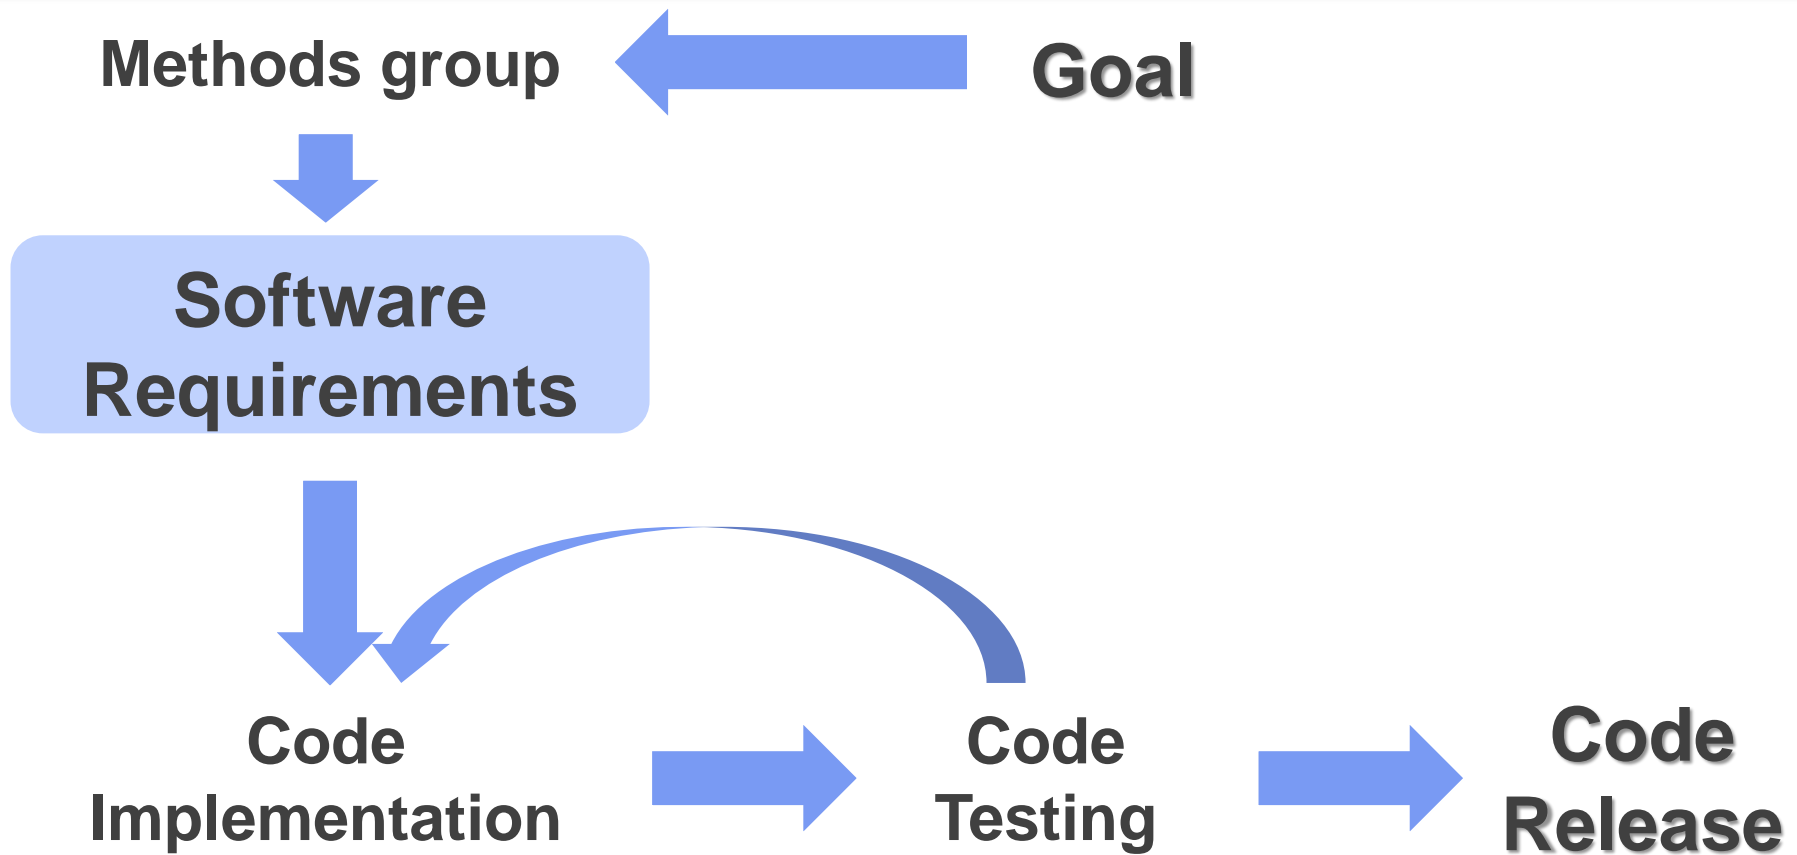 Methods group
Goal
Software
Requirements
Code
Implementation
Code
Testing
Code
Release